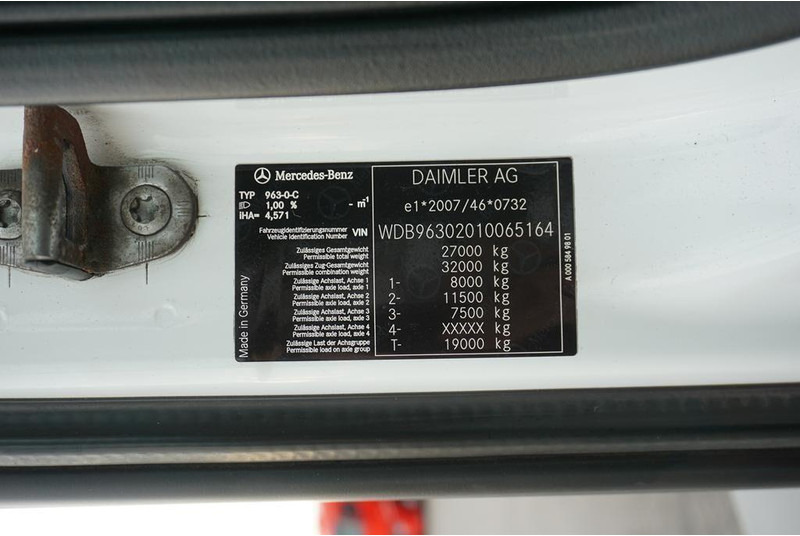 Mercedes-Benz
DAIMLER AG
TYP 963-0-C
1,00 % - m-1
iHA= 4,571
e1*2007/46*0732
Fahrzeugidentifizierungsnummer
Vehicle Identification Number VIN
WDB96302010065164
Zulässiges Gesamtgewicht
Permissible total weight
27000 kg
Zulässiges Zug-Gesamtgewicht
Permissible combination weight
32000 kg
Zulässige Achslast, Achse 1
Permissible axle load, axle 1
1- 8000 kg
Zulässige Achslast, Achse 2
Permissible axle load, axle 2
2- 11500 kg
Zulässige Achslast, Achse 3
Permissible axle load, axle 3
3- 7500 kg
Zulässige Achslast, Achse 4
Permissible axle load, axle 4
4- XXXXX kg
Zulässige Last der Achsgruppe
Permissible load on axle group
T- 19000 kg
Made in Germany
A 000 584 98 01